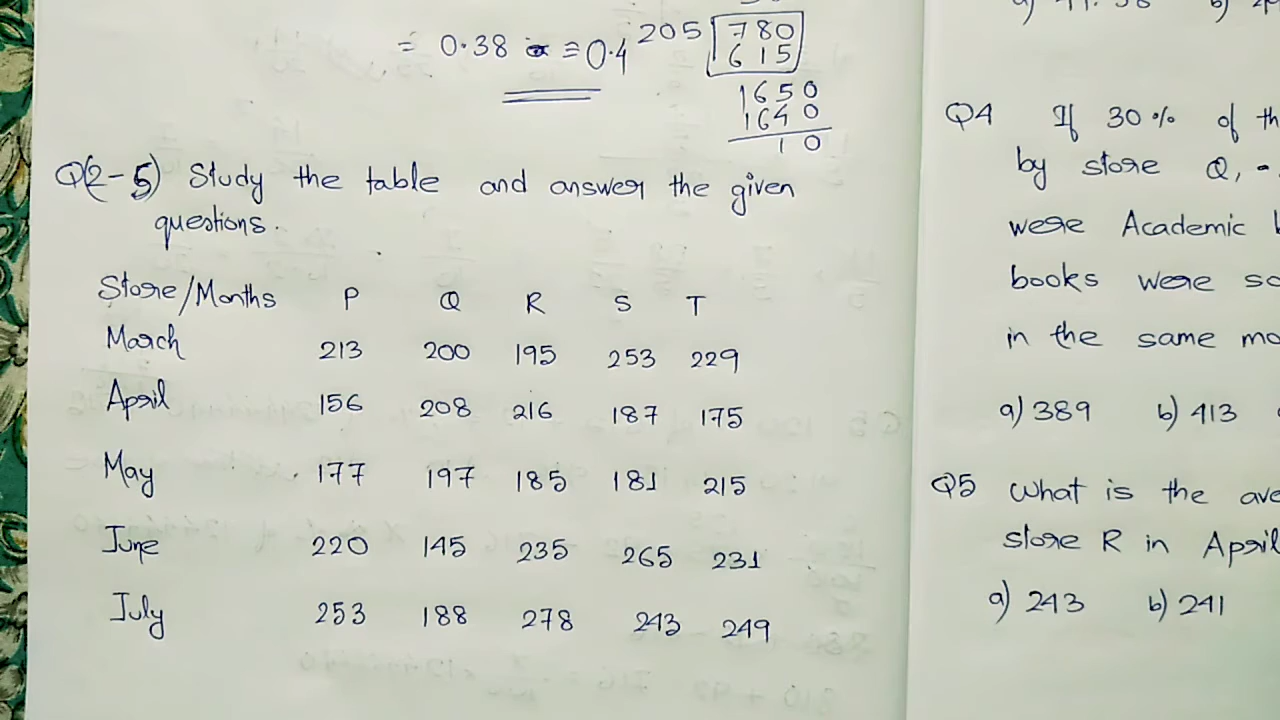 = 0.38 ≡ 0.4
205 780
615
1650
1640
10
Q(2-5) Study the table and answer the given
questions.
Store/Months P Q R S T
March 213 200 195 253 229
April 156 208 216 187 175
May 177 197 185 181 215
June 220 145 235 265 231
July 253 188 278 243 249
Q4 If 30% of th
by store Q,
were Academic
books were so
in the same mo
a) 389 b) 413
Q5 What is the ave
store R in April
a) 243 b) 241